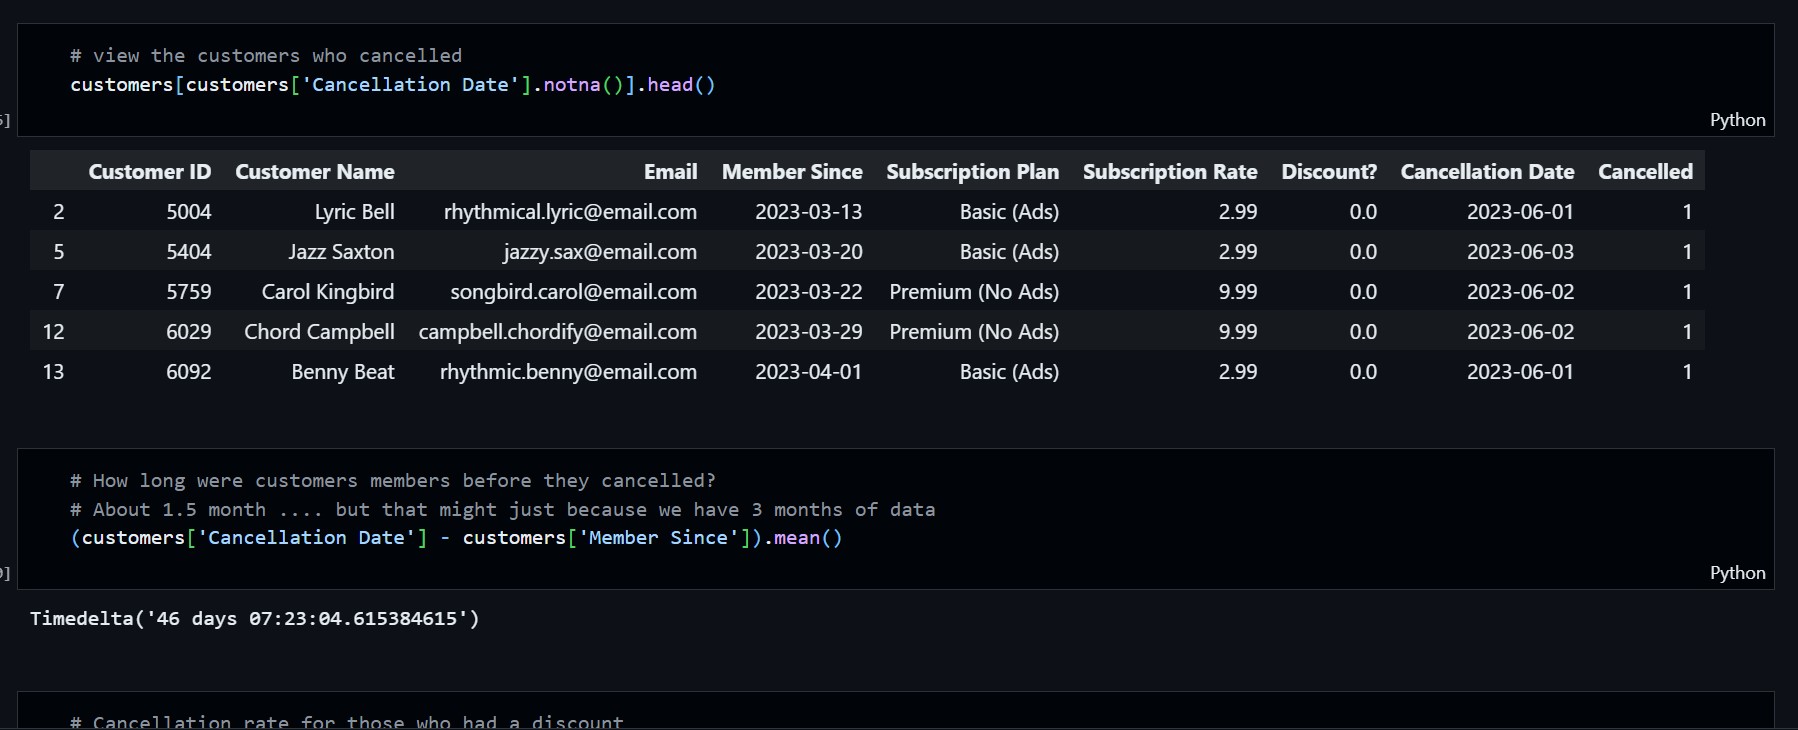 # view the customers who cancelled
customers[customers['Cancellation Date'].notna()].head()
Python
Customer ID Customer Name Email Member Since Subscription Plan Subscription Rate Discount? Cancellation Date Cancelled
2 5004 Lyric Bell rhythmical.lyric@email.com 2023-03-13 Basic (Ads) 2.99 0.0 2023-06-01 1
5 5404 Jazz Saxton jazzy.sax@email.com 2023-03-20 Basic (Ads) 2.99 0.0 2023-06-03 1
7 5759 Carol Kingbird songbird.carol@email.com 2023-03-22 Premium (No Ads) 9.99 0.0 2023-06-02 1
12 6029 Chord Campbell campbell.chordify@email.com 2023-03-29 Premium (No Ads) 9.99 0.0 2023-06-02 1
13 6092 Benny Beat rhythmic.benny@email.com 2023-04-01 Basic (Ads) 2.99 0.0 2023-06-01 1
# How long were customers members before they cancelled?
# About 1.5 month .... but that might just because we have 3 months of data
(customers['Cancellation Date'] - customers['Member Since']).mean()
Python
Timedelta('46 days 07:23:04.615384615')
# Cancellation rate for those who had a discount